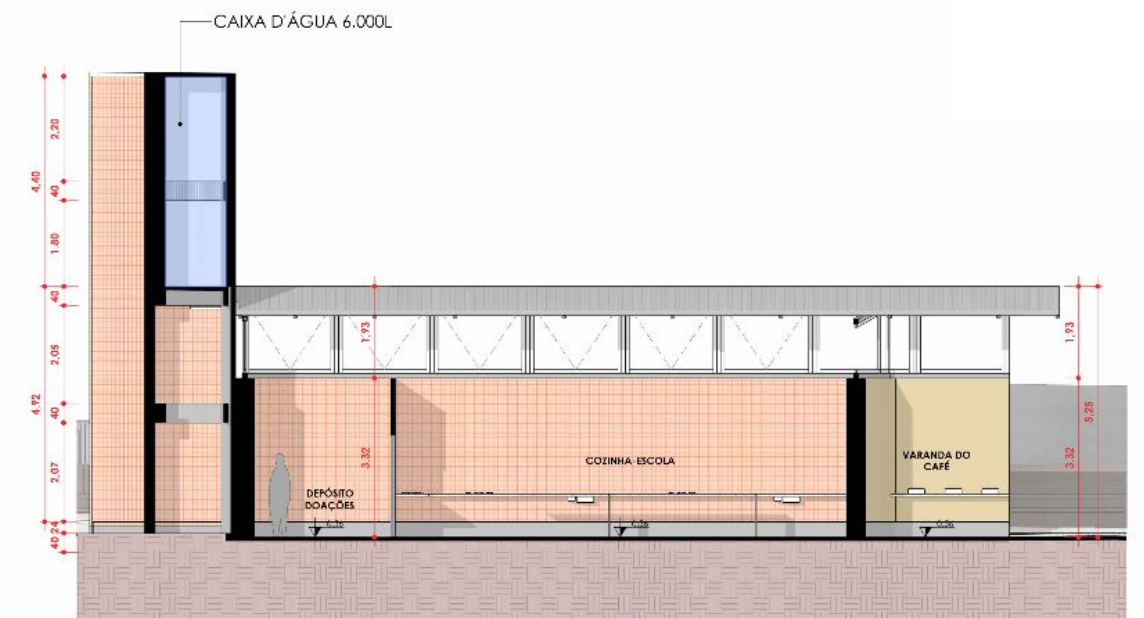 CAIXA D'ÁGUA 6.000L
2,20
4,40
40
1.80
40
2,05
4,92
40
2,07
24
40
1,93
3,32
1,93
5,25
3,32
COZINHA-ESCOLA
VARANDA DO
CAFÉ
DEPÓSITO
DOAÇÕES